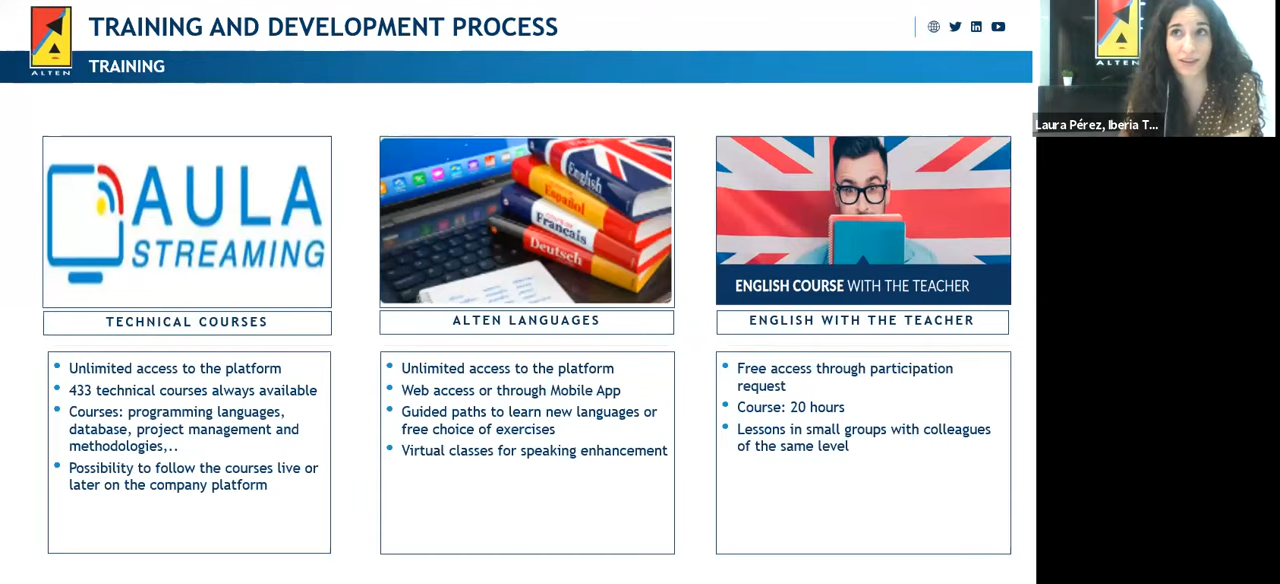 TRAINING AND DEVELOPMENT PROCESS
ALTEN
TRAINING
ALTEN
Laura Pérez, Iberia T...
AULA
STREAMING
English
Español
Français
Deutsch
ENGLISH COURSE WITH THE TEACHER
TECHNICAL COURSES
ALTEN LANGUAGES
ENGLISH WITH THE TEACHER
Unlimited access to the platform
433 technical courses always available
Courses: programming languages,
database, project management and
methodologies,..
Possibility to follow the courses live or
later on the company platform
Unlimited access to the platform
Web access or through Mobile App
Guided paths to learn new languages or
free choice of exercises
Virtual classes for speaking enhancement
Free access through participation
request
Course: 20 hours
Lessons in small groups with colleagues
of the same level